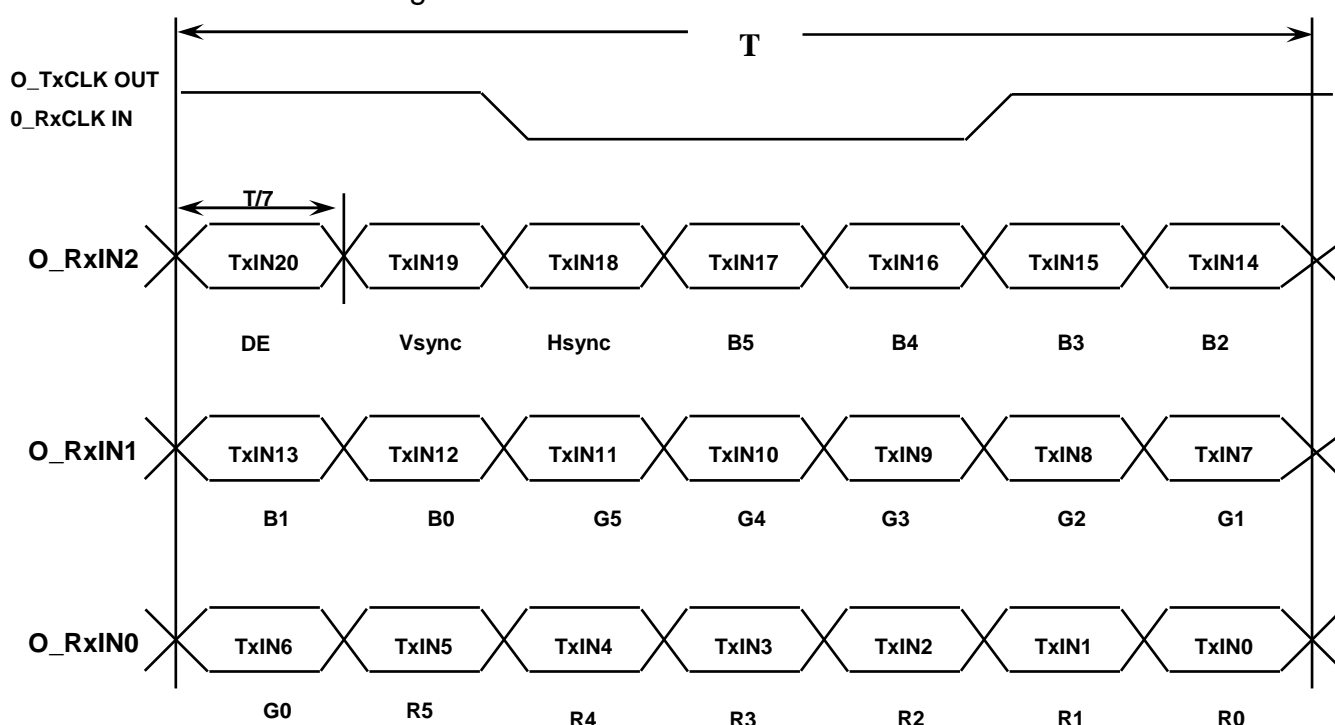 T
O_TxCLK OUT
0_RxCLK IN
T/7
O_RxIN2
TxIN20 TxIN19 TxIN18 TxIN17 TxIN16 TxIN15 TxIN14
DE Vsync Hsync B5 B4 B3 B2
O_RxIN1
TxIN13 TxIN12 TxIN11 TxIN10 TxIN9 TxIN8 TxIN7
B1 B0 G5 G4 G3 G2 G1
O_RxIN0
TxIN6 TxIN5 TxIN4 TxIN3 TxIN2 TxIN1 TxIN0
G0 R5 R4 R3 R2 R1 R0